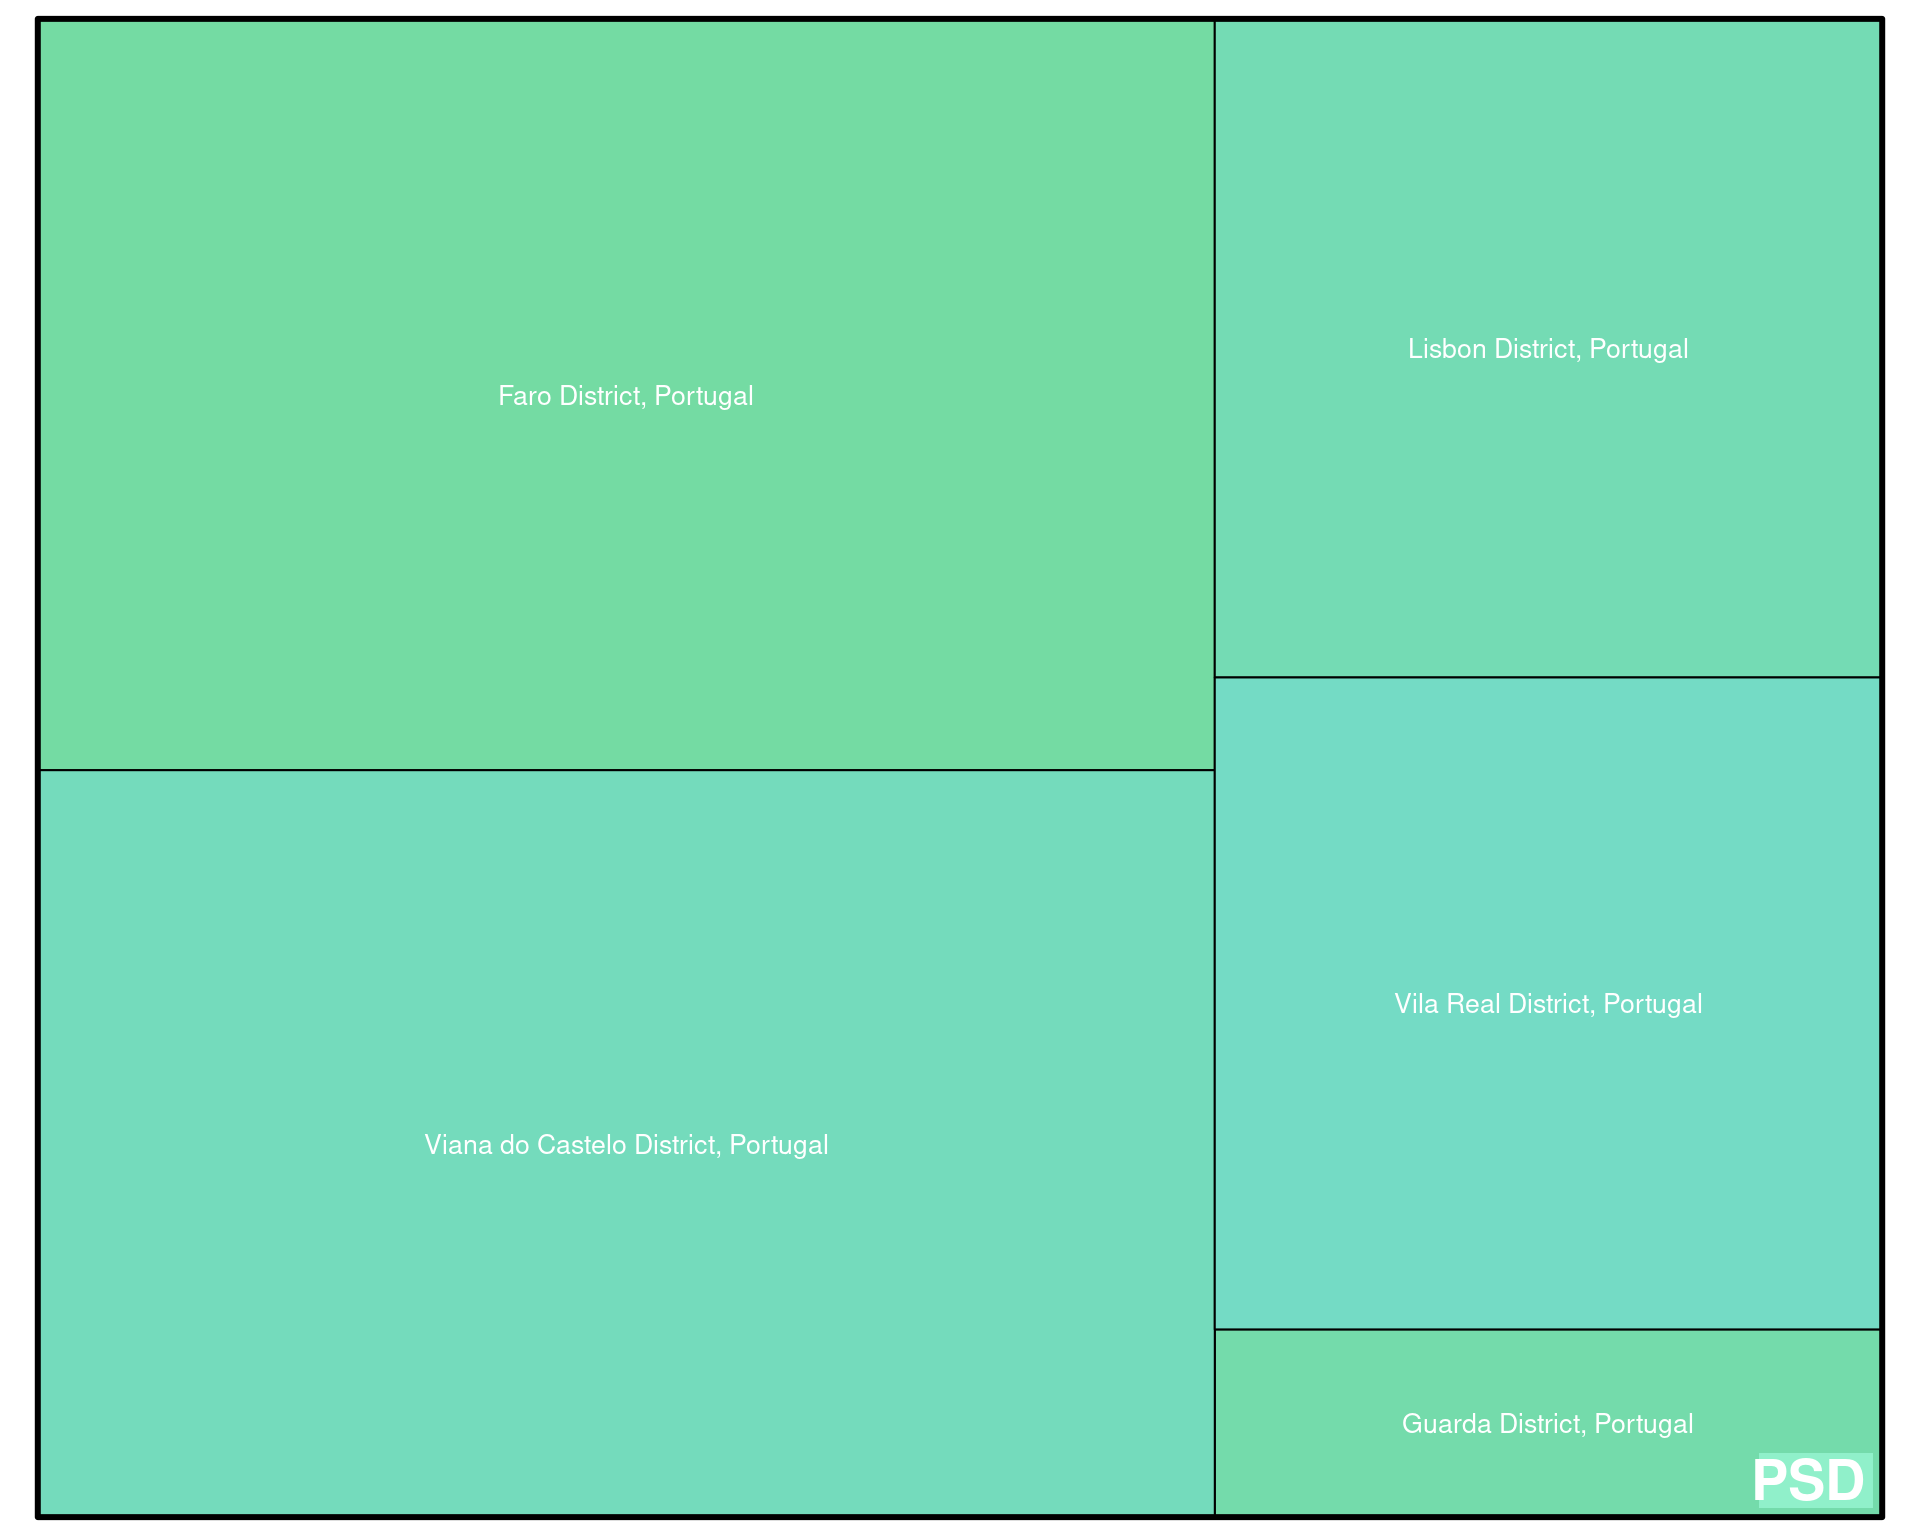 Faro District, Portugal
Lisbon District, Portugal
Viana do Castelo District, Portugal
Vila Real District, Portugal
Guarda District, Portugal
PSD